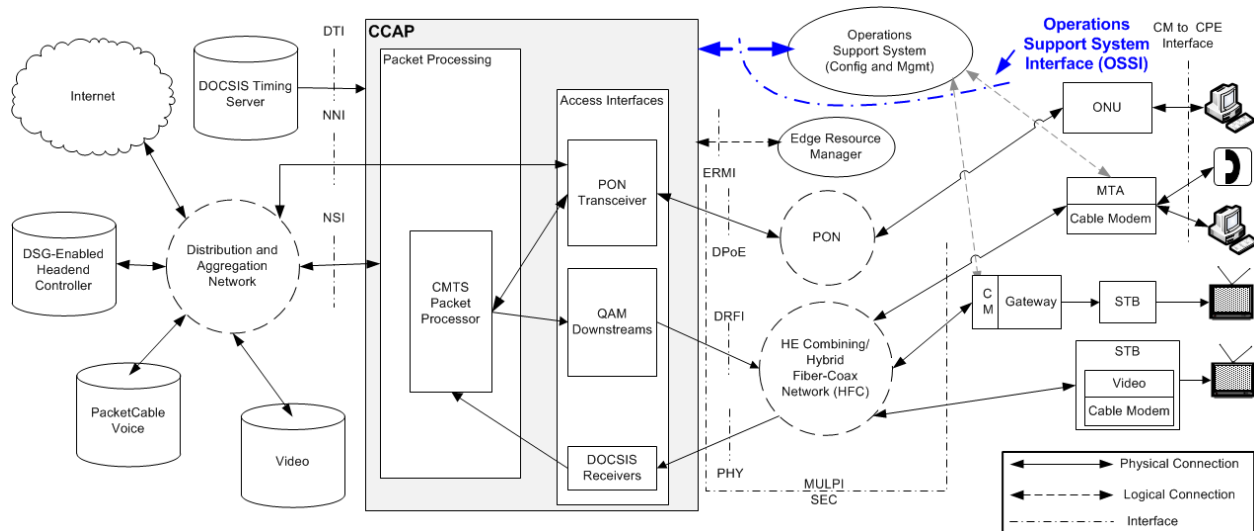 Internet
DOCSIS Timing
Server
DSG-Enabled
Headend
Controller
Distribution and
Aggregation
Network
PacketCable
Voice
Video
DTI
NNI
NSI
CCAP
Packet Processing
CMTS
Packet
Processor
Access Interfaces
PON
Transceiver
QAM
Downstreams
DOCSIS
Receivers
Operations
Support System
(Config and Mgmt)
Operations
Support System
Interface (OSSI)
CM to CPE
Interface
Edge Resource
Manager
ERMI
DPoE
DRFI
PHY
MULPI
SEC
PON
HE Combining/
Hybrid
Fiber-Coax
Network (HFC)
ONU
MTA
Cable Modem
C
M
Gateway
STB
STB
Video
Cable Modem
Physical Connection
Logical Connection
Interface